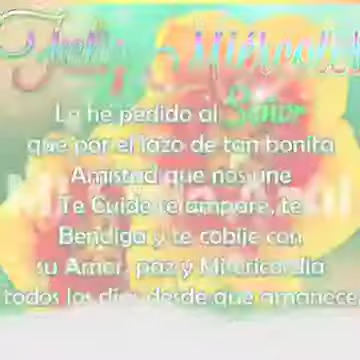 Feliz Miércoles
Le he pedido al Señor
que por el lazo de tan bonita
Amistad que nos une
Te Cuide te ampare, te
Bendiga y te cobije con
su Amor, paz y Misericordia
todos los días desde que amanece